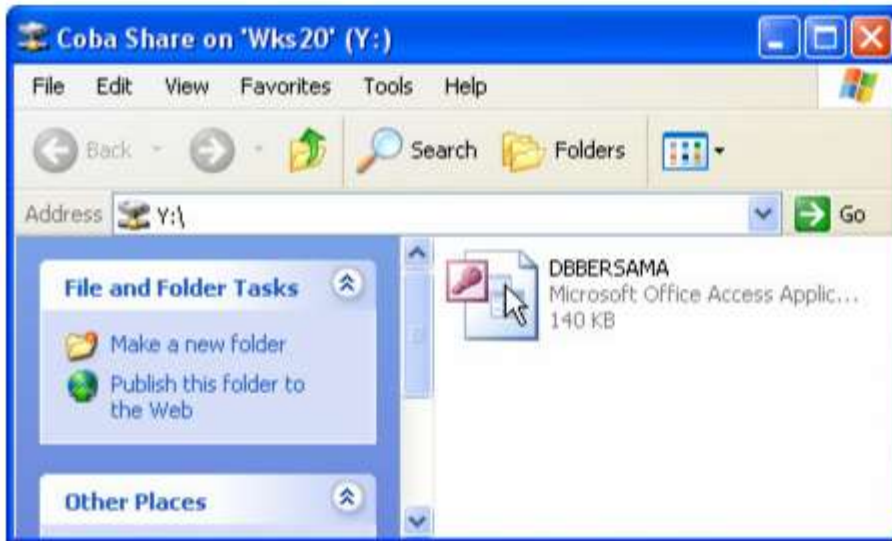 Coba Share on 'Wks20' (Y:)
File Edit View Favorites Tools Help
Back Search Folders
Address Y:\ Go
File and Folder Tasks
Make a new folder
Publish this folder to
the Web
Other Places
DBBERSAMA
Microsoft Office Access Applic...
140 KB